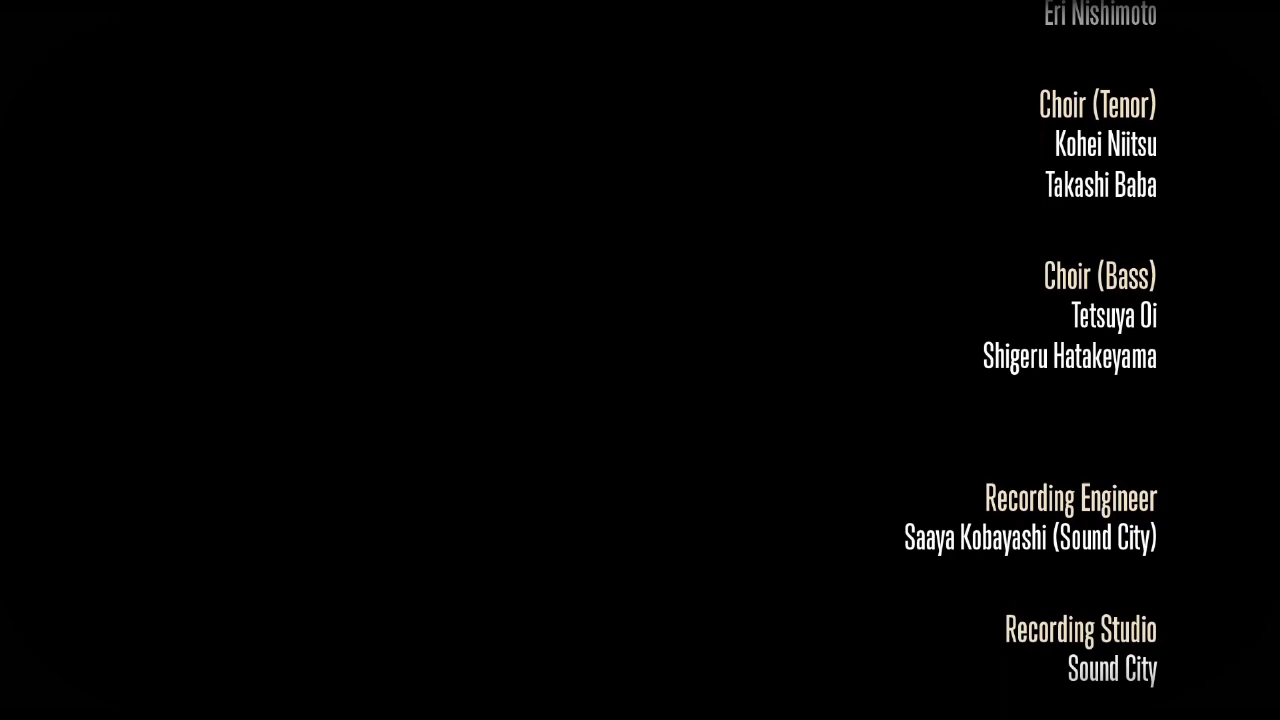 Eri Nishimoto
Choir (Tenor)
Kohei Niitsu
Takashi Baba
Choir (Bass)
Tetsuya Oi
Shigeru Hatakeyama
Recording Engineer
Saaya Kobayashi (Sound City)
Recording Studio
Sound City